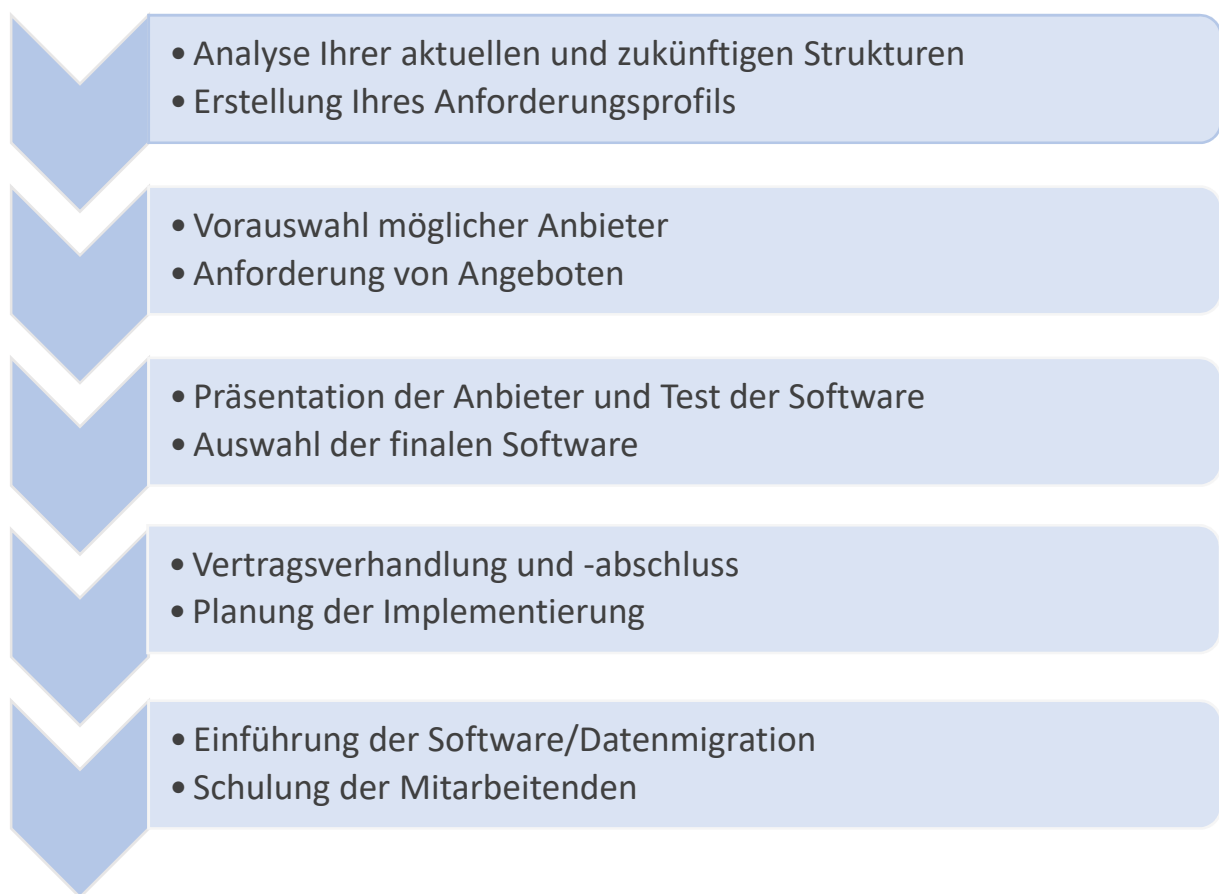 • Analyse Ihrer aktuellen und zukünftigen Strukturen
• Erstellung Ihres Anforderungsprofils
• Vorauswahl möglicher Anbieter
• Anforderung von Angeboten
• Präsentation der Anbieter und Test der Software
• Auswahl der finalen Software
• Vertragsverhandlung und -abschluss
• Planung der Implementierung
• Einführung der Software/Datenmigration
• Schulung der Mitarbeitenden